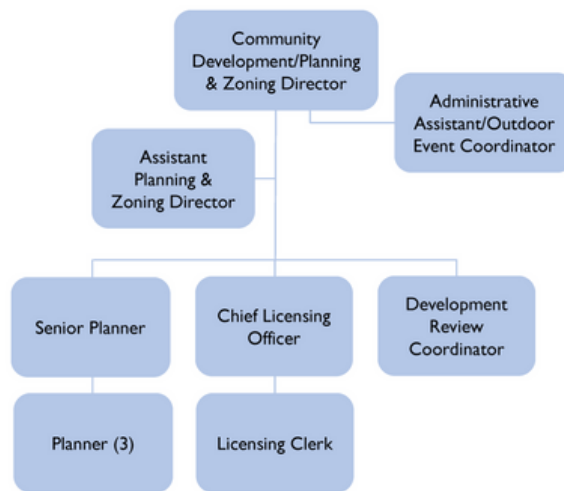 Community
Development/Planning
& Zoning Director
Administrative
Assistant/Outdoor
Event Coordinator
Assistant
Planning &
Zoning Director
Senior Planner
Chief Licensing
Officer
Development
Review
Coordinator
Planner (3)
Licensing Clerk